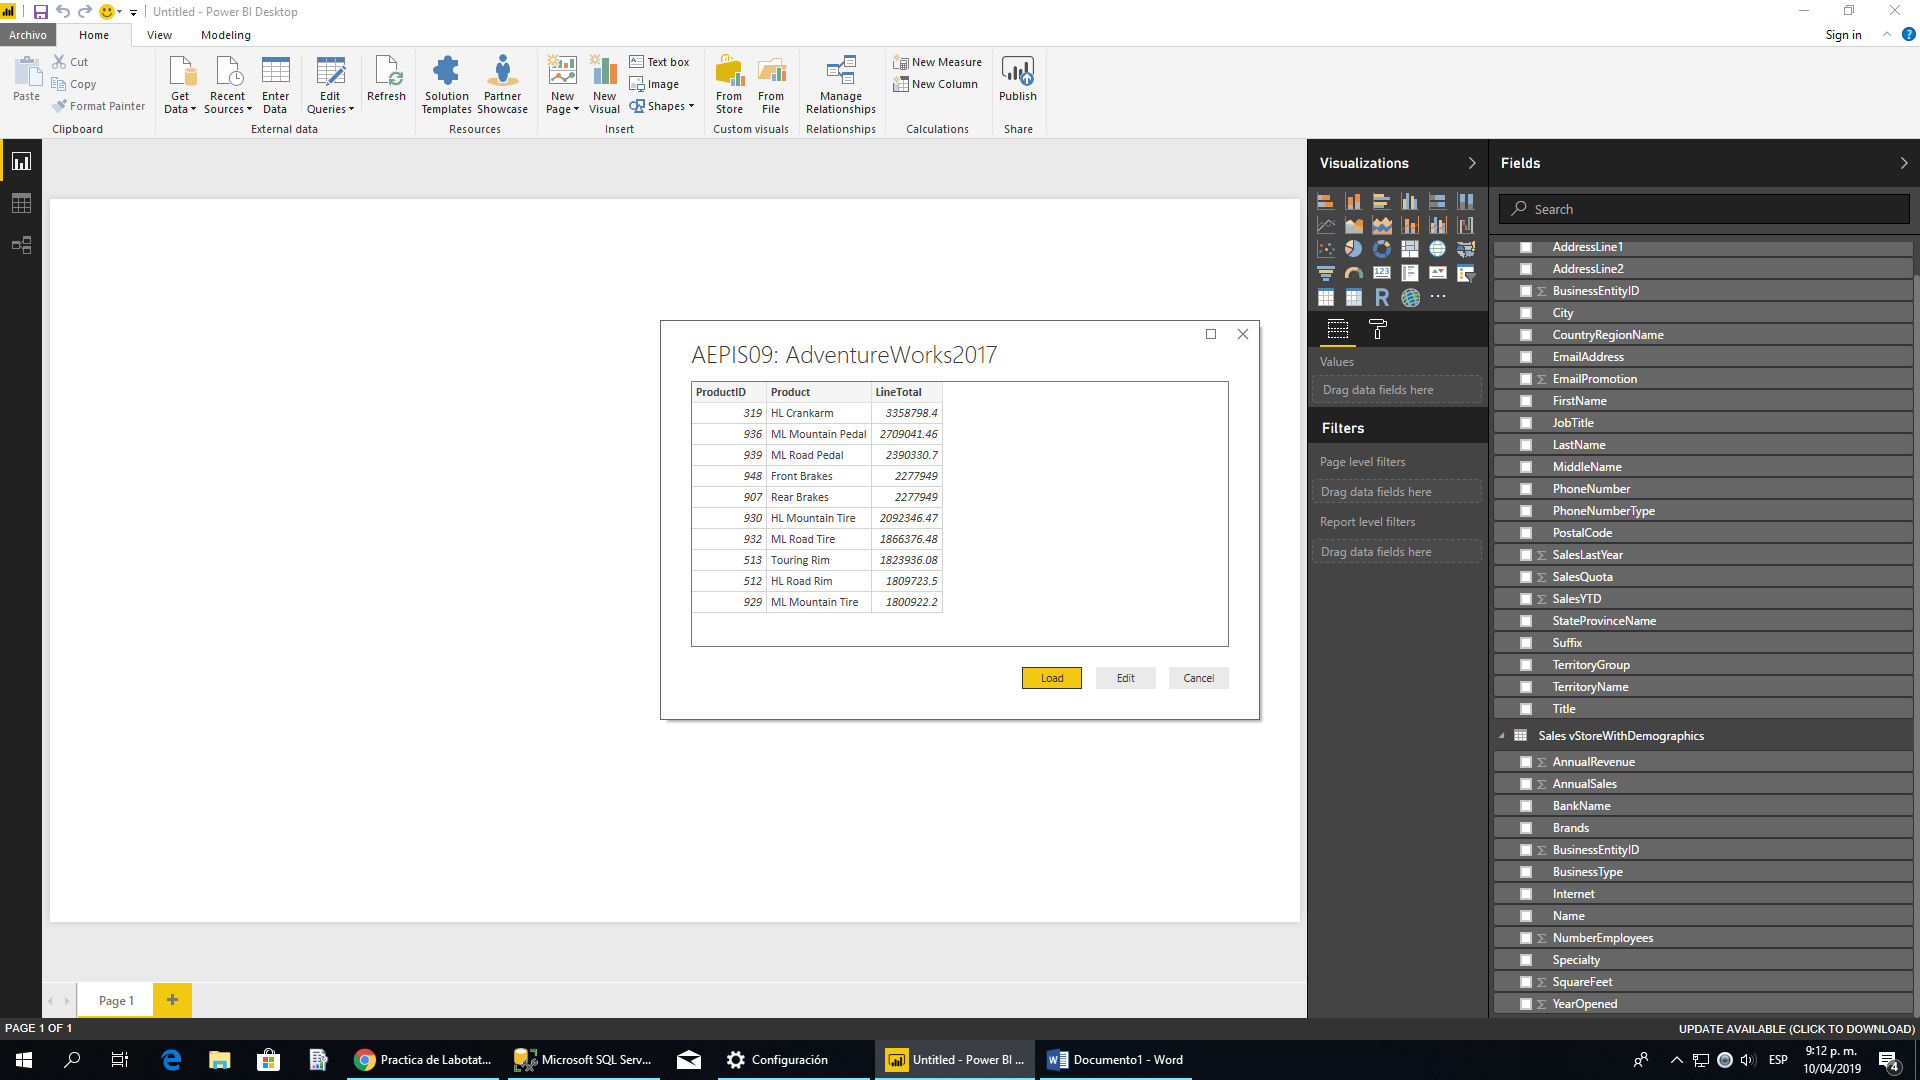 Untitled - Power BI Desktop
Archivo
Home
View
Modeling
Sign in
Paste
Cut
Copy
Format Painter
Clipboard
Get Data
Recent Sources
Enter Data
Edit Queries
Refresh
External data
Solution Templates
Partner Showcase
Resources
New Page
New Visual
Text box
Image
Shapes
Insert
From Store
From File
Custom visuals
Manage Relationships
Relationships
New Measure
New Column
Calculations
Publish
Share
AEPIS09: AdventureWorks2017
ProductID Product LineTotal
319 HL Crankarm 3358798.4
936 ML Mountain Pedal 2709041.46
939 ML Road Pedal 2390330.7
948 Front Brakes 2277949
907 Rear Brakes 2277949
930 HL Mountain Tire 2092346.47
932 ML Road Tire 1866376.48
513 Touring Rim 1823936.08
512 HL Road Rim 1809723.5
929 ML Mountain Tire 1800922.2
Load
Edit
Cancel
Visualizations
123
R
Values
Drag data fields here
Filters
Page level filters
Drag data fields here
Report level filters
Drag data fields here
Fields
Search
AddressLine1
AddressLine2
Σ BusinessEntityID
City
CountryRegionName
EmailAddress
Σ EmailPromotion
FirstName
JobTitle
LastName
MiddleName
PhoneNumber
PhoneNumberType
PostalCode
Σ SalesLastYear
Σ SalesQuota
Σ SalesYTD
StateProvinceName
Suffix
TerritoryGroup
TerritoryName
Title
Sales vStoreWithDemographics
Σ AnnualRevenue
Σ AnnualSales
BankName
Brands
Σ BusinessEntityID
BusinessType
Internet
Name
Σ NumberEmployees
Specialty
Σ SquareFeet
Σ YearOpened
Page 1
+
PAGE 1 OF 1
UPDATE AVAILABLE (CLICK TO DOWNLOAD)
Practica de Labotat...
Microsoft SQL Serv...
Configuración
Untitled - Power BI ...
Documento1 - Word
ESP
9:12 p. m.
10/04/2019
4